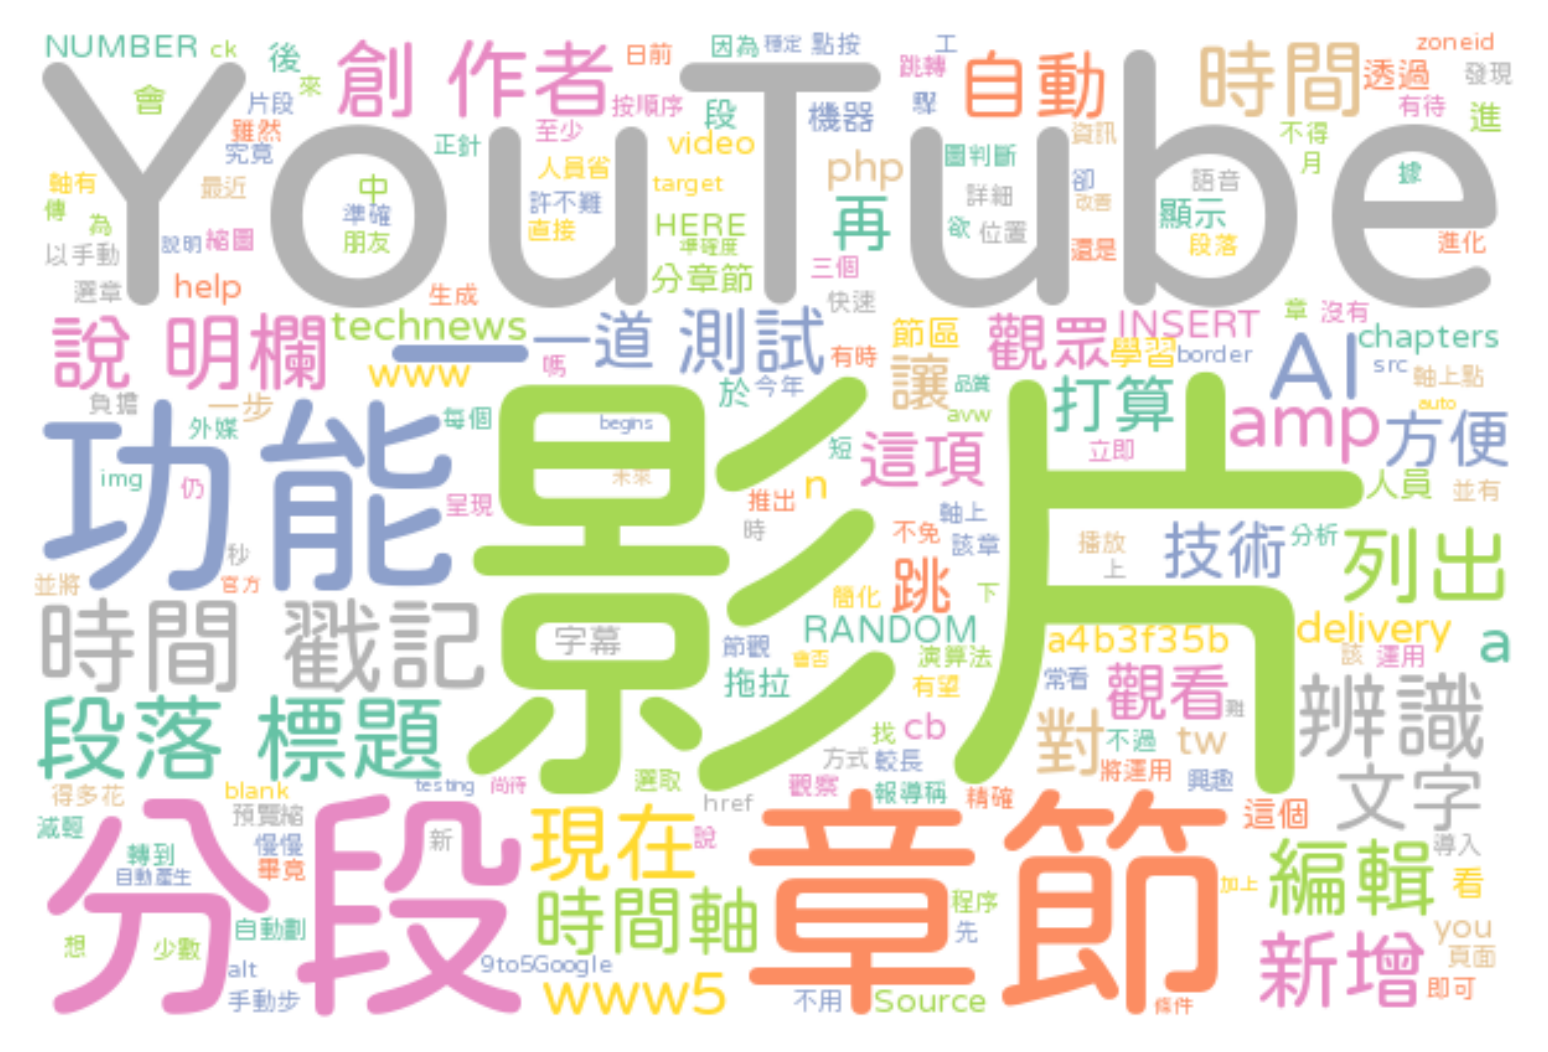 NUMBER ck 後 創 作者 日前 因為 穩定 點按 工 自動 時間 zoneid
YouTube
會 片段 來 按順序 段 機器 跳轉 透過 發現
雖然 究竟 正針 至少 video 圖判斷 資訊 不得 有待 進
軸有 最近 中 人員省 target php 詳細 卻 語音 月 據
傳 為 準確 許不難 HERE 再 欲 位置 改善 顯示
以手動 說明 縮圖 朋友 直接 準確度 還是 段落 進化
選章 help 生成 分章節 三個 快速
說 明欄 technews 一道 測試 節區 觀眾 INSERT 章 沒有 chapters
www 嗎 有時 讓 學習 border AI src 軸上點
負擔 一步 於 今年 品質 打算 auto
功能 外媒 每個 begins 影片 avw amp 方便
img 仍 呈現 未來 短 這項 立即 人員 並有
推出 n 時 不免 軸上 該章 播放 上 技術 分析 列出
並將 秒 官方 簡化 跳 下
時間 戳記 字幕 節觀 RANDOM a4b3f35b delivery a
會否 演算法 該 運用
段落 標題 拖拉 有望 常看 觀看 難 辨識
找 cb 對 不過 tw
testing 尚待 選取 方式 較長 將運用 興趣
得多花 blank href 觀察 報導稱 精確 文字
減輕 預覽縮 分段 新 現在 說 章節 這個
慢慢 轉到 畢竟 自動產生 導入
加上 編輯 看
想 少數 自動劃 時間軸 程序 先 you
alt 9to5Google 新增 頁面
手動步 www5 不用 Source 條件 即可